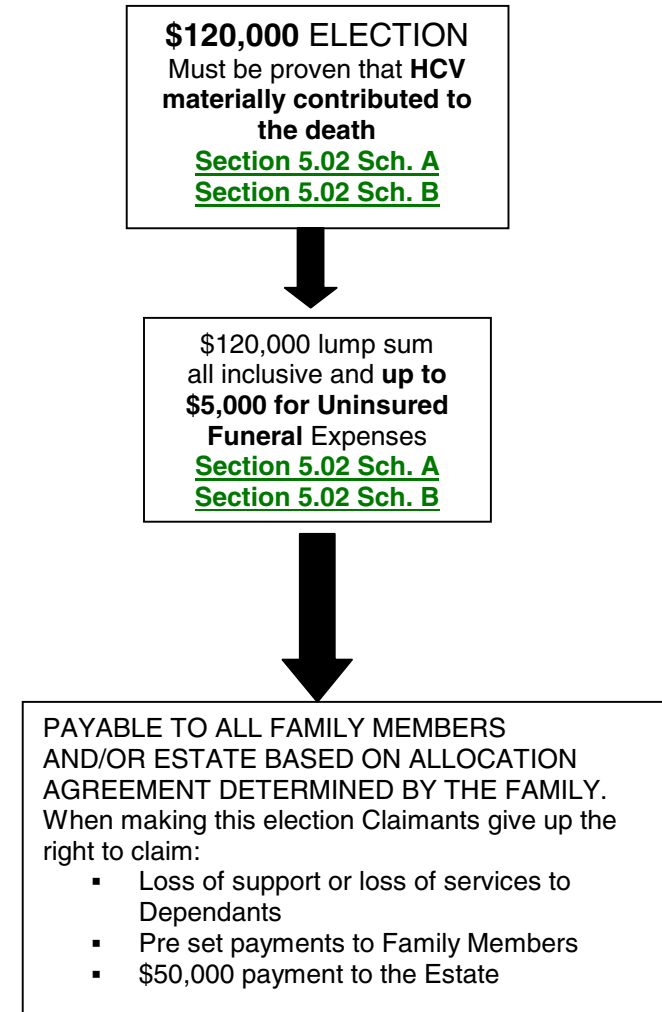 $120,000 ELECTION
Must be proven that HCV
materially contributed to
the death
Section 5.02 Sch. A
Section 5.02 Sch. B
$120,000 lump sum
all inclusive and up to
$5,000 for Uninsured
Funeral Expenses
Section 5.02 Sch. A
Section 5.02 Sch. B
PAYABLE TO ALL FAMILY MEMBERS
AND/OR ESTATE BASED ON ALLOCATION
AGREEMENT DETERMINED BY THE FAMILY.
When making this election Claimants give up the
right to claim:
▪ Loss of support or loss of services to
Dependants
▪ Pre set payments to Family Members
▪ $50,000 payment to the Estate